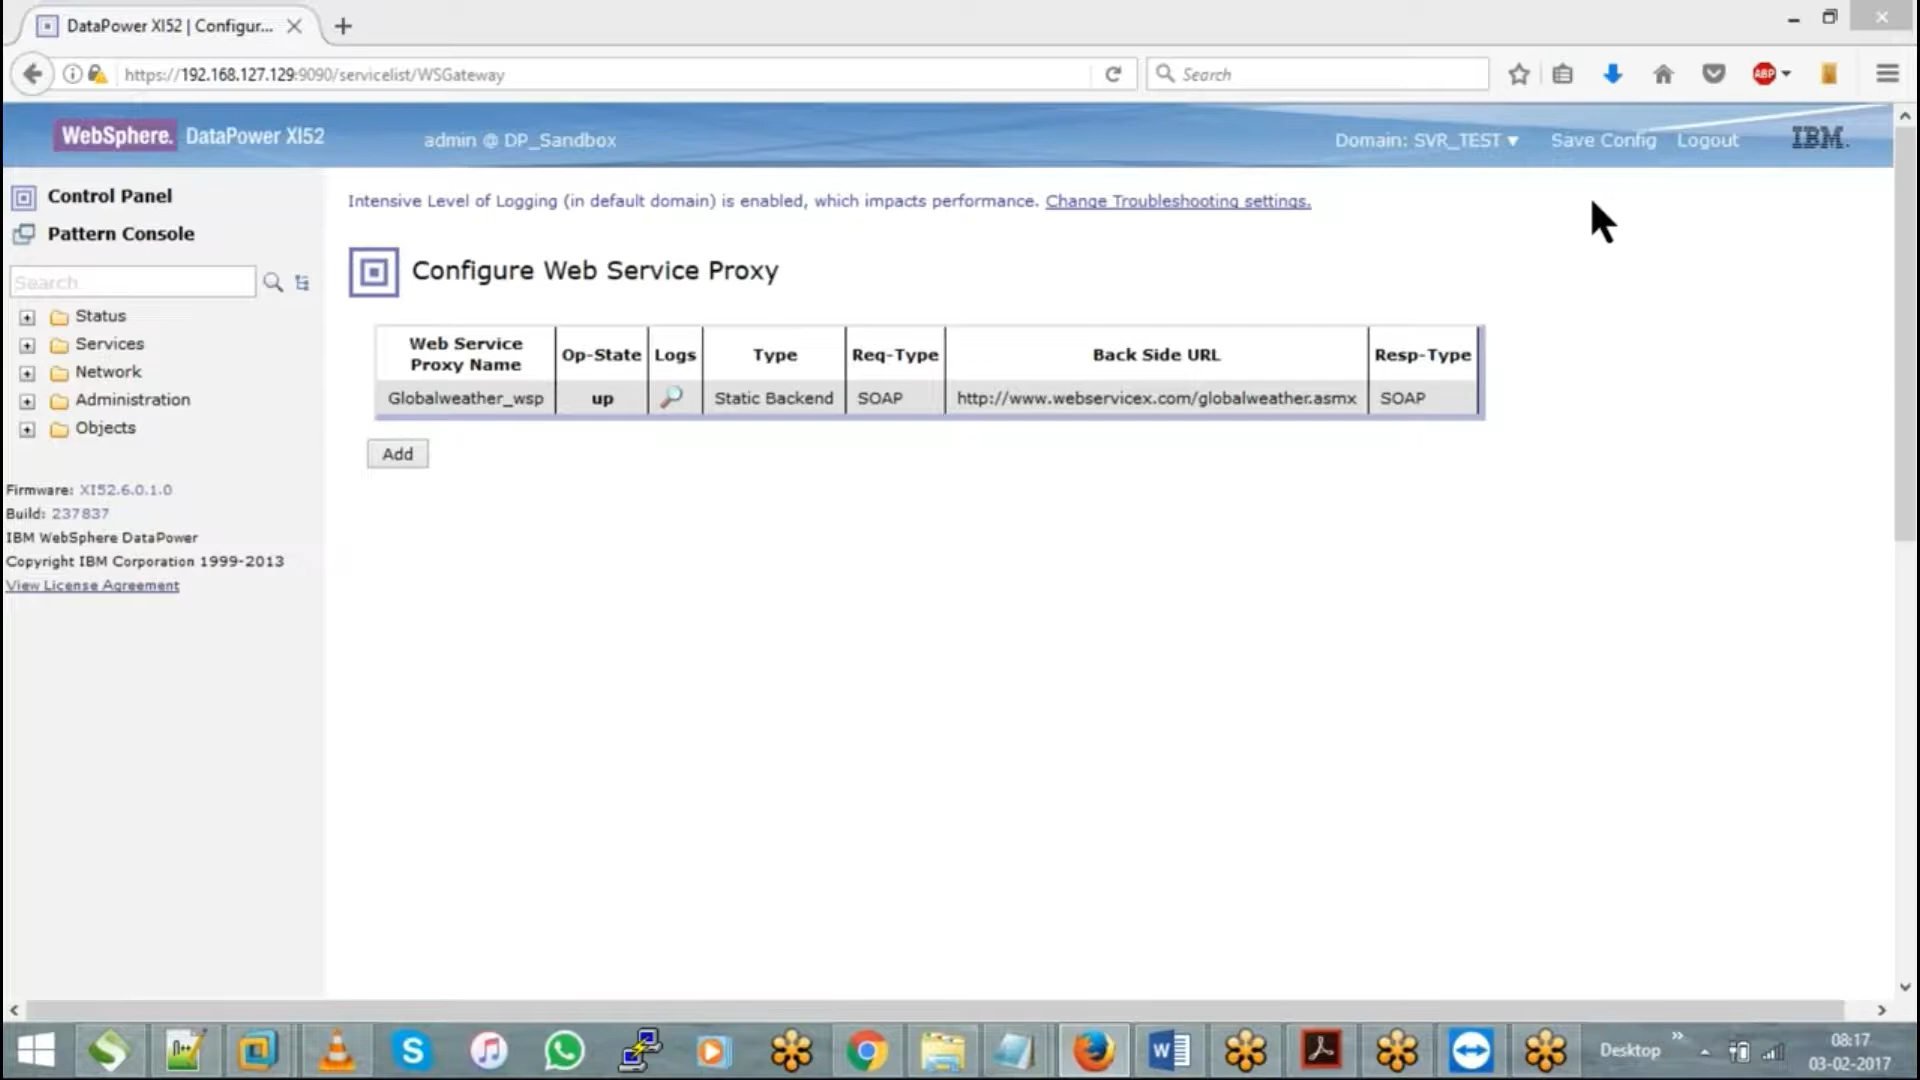 DataPower XI52 | Configur...
https://192.168.127.129:9090/servicelist/WSGateway
Search
ABP
WebSphere. DataPower XI52
admin @ DP_Sandbox
Domain: SVR_TEST
Save Config
Logout
IBM.
Control Panel
Pattern Console
Search
Status
Services
Network
Administration
Objects
Firmware: XI52.6.0.1.0
Build: 237837
IBM WebSphere DataPower
Copyright IBM Corporation 1999-2013
View License Agreement
Intensive Level of Logging (in default domain) is enabled, which impacts performance. Change Troubleshooting settings.
Configure Web Service Proxy
Web Service Proxy Name Op-State Logs Type Req-Type Back Side URL Resp-Type
Globalweather_wsp up Static Backend SOAP http://www.webservicex.com/globalweather.asmx SOAP
Add
Desktop
08:17
03-02-2017